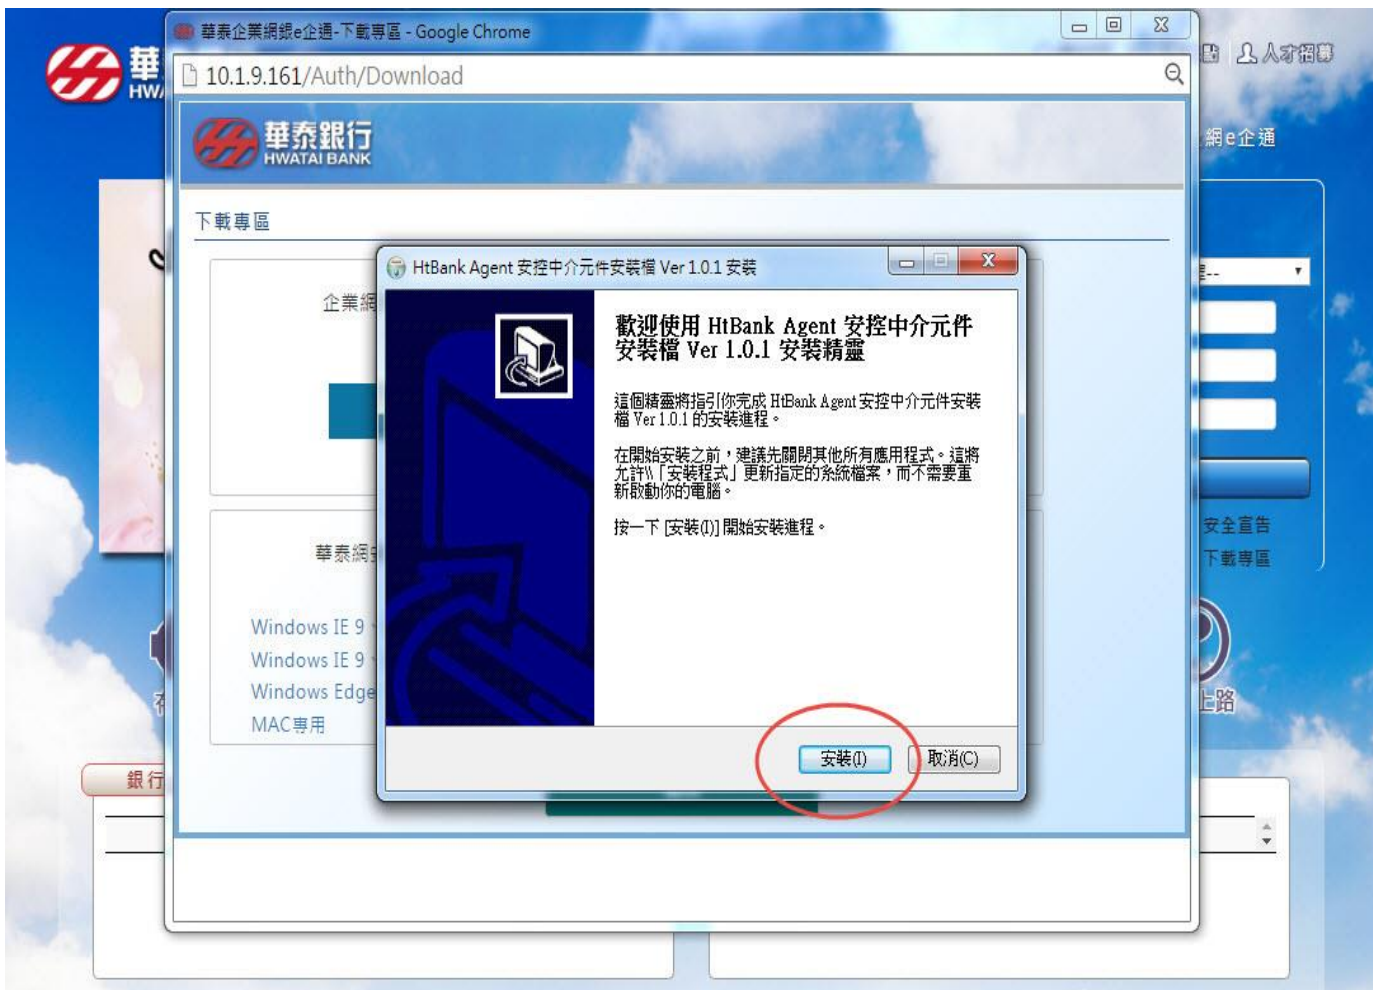 華泰企業網銀e企通-下載專區 - Google Chrome
10.1.9.161/Auth/Download
華
HWA
人才招募
華泰銀行
HWATAI BANK
網e企通
下載專區
HtBank Agent 安控中介元件安裝檔 Ver 1.0.1 安裝
企業網
歡迎使用 HtBank Agent 安控中介元件
安裝檔 Ver 1.0.1 安裝精靈
這個精靈將指引你完成 HtBank Agent 安控中介元件安裝
檔 Ver 1.0.1 的安裝進程。
在開始安裝之前，建議先關閉其他所有應用程式。這將
允許\「安裝程式」更新指定的系統檔案，而不需要重
新啟動你的電腦。
按一下 [安裝(I)] 開始安裝進程。
安全宣告
華泰網
下載專區
Windows IE 9、
Windows IE 9、
Windows Edge
MAC專用
上路
安裝(I)
取消(C)
銀行